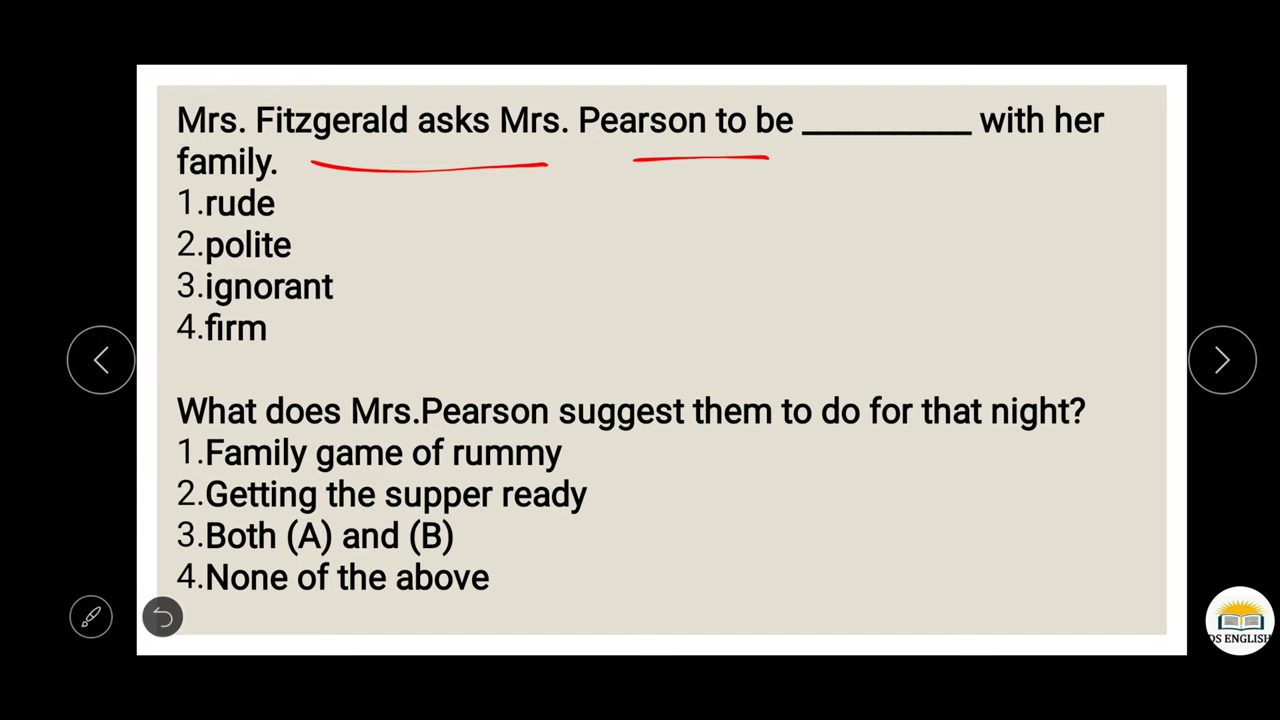 Mrs. Fitzgerald asks Mrs. Pearson to be __________ with her
family.
1.rude
2.polite
3.ignorant
4.firm
What does Mrs.Pearson suggest them to do for that night?
1.Family game of rummy
2.Getting the supper ready
3.Both (A) and (B)
4.None of the above
DS ENGLISH